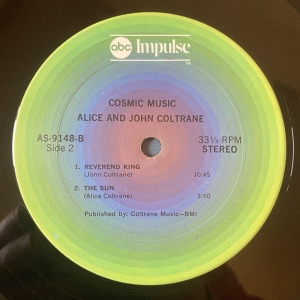 abc Impulse
TM
COSMIC MUSIC
ALICE AND JOHN COLTRANE
AS-9148-B 33⅓ RPM
Side 2 STEREO
1. REVEREND KING
(John Coltrane) 10:45
2. THE SUN
(Alice Coltrane) 3:50
Published by: Coltrane Music—BMI